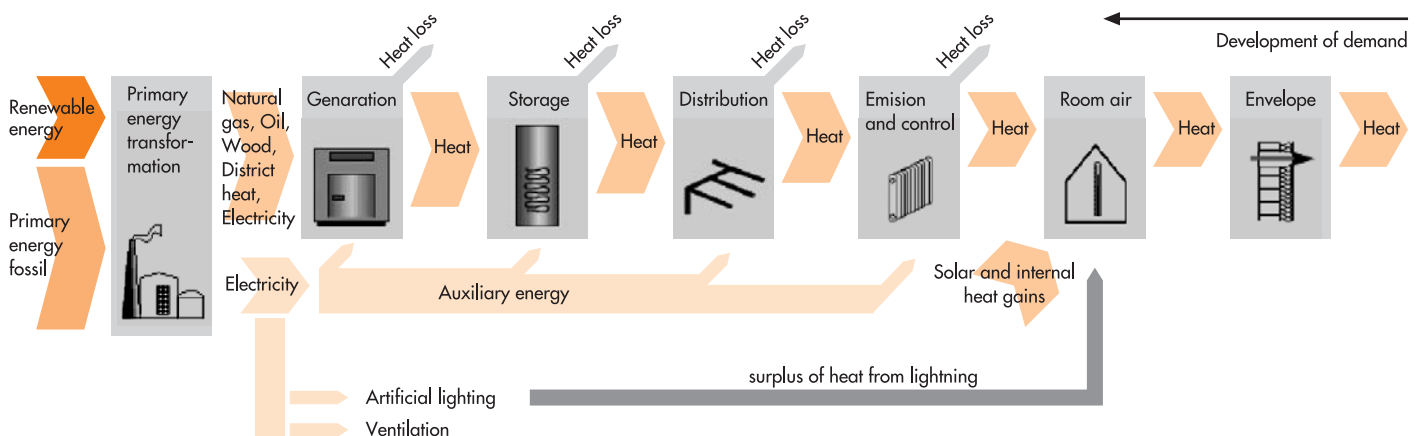 Heat loss
Heat loss
Heat loss
Heat loss
Development of demand
Renewable
energy
Primary
energy
transfor-
mation
Natural
gas, Oil,
Wood,
District
heat,
Electricity
Genaration
Heat
Storage
Heat
Distribution
Heat
Emision
and control
Heat
Room air
Heat
Envelope
Heat
Primary
energy
fossil
Electricity
Auxiliary energy
Solar and internal
heat gains
surplus of heat from lightning
Artificial lighting
Ventilation